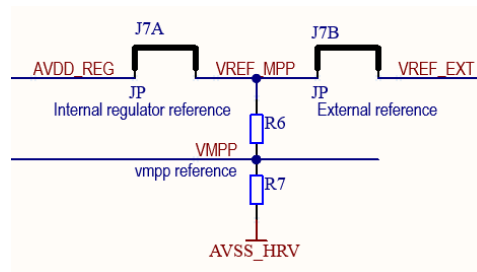 J7A
J7B
AVDD_REG
VREF_MPP
VREF_EXT
JP
JP
Internal regulator reference
External reference
R6
VMPP
vmpp reference
R7
AVSS_HRV